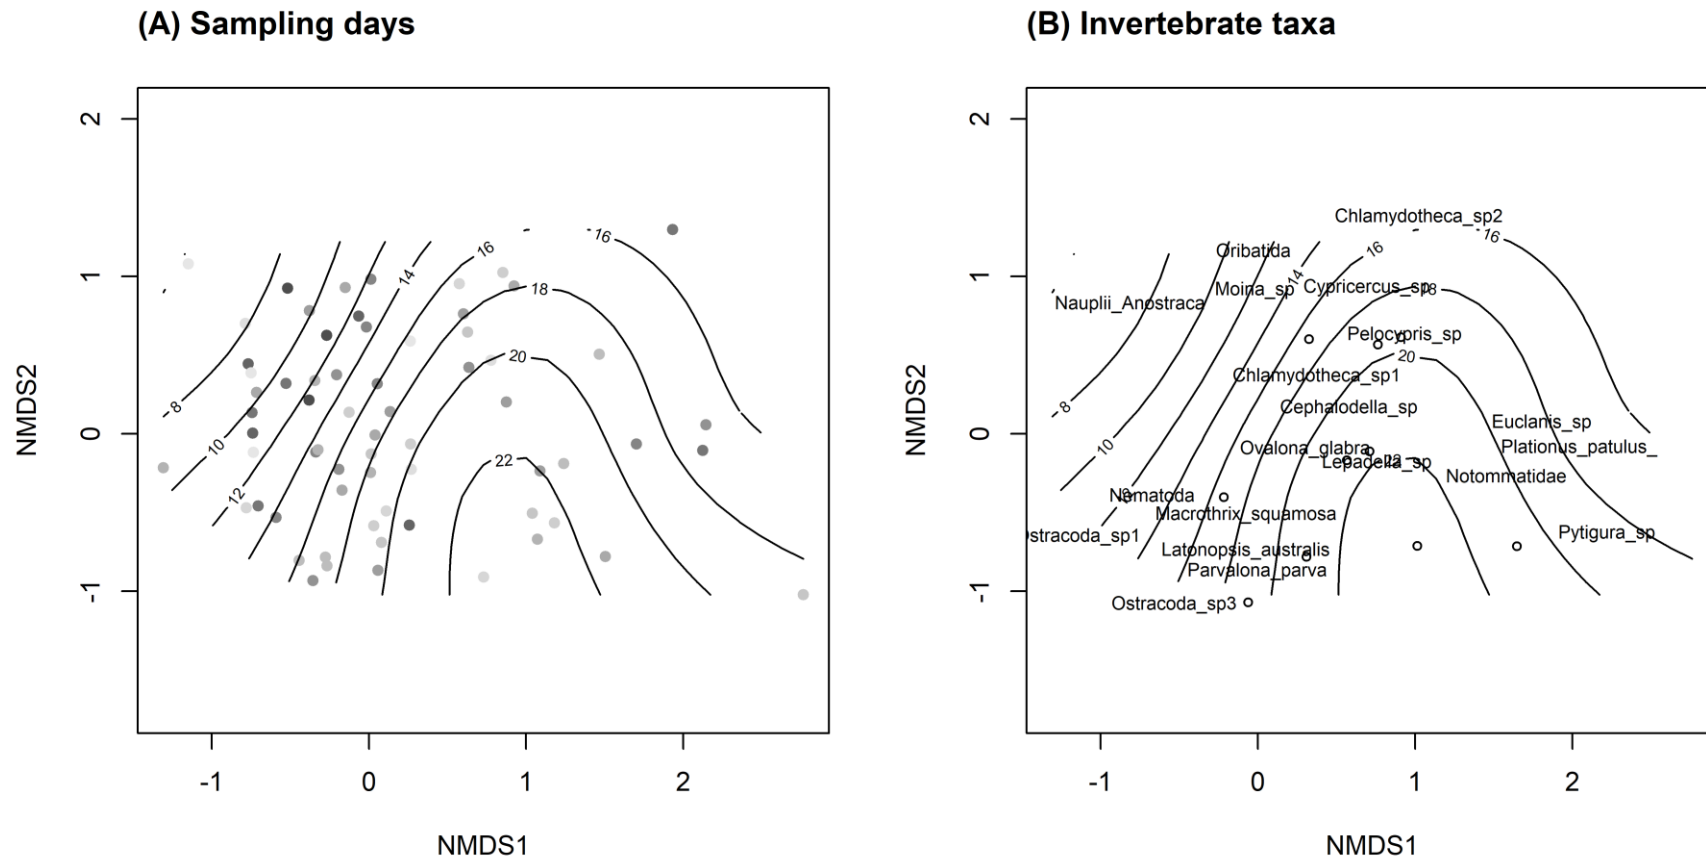 (A) Sampling days
(B) Invertebrate taxa
NMDS2
2
1
0
-1
8
10
12
14
16
16
18
20
22
-1
0
1
2
NMDS1
NMDS2
2
1
0
-1
Chlamydotheca_sp2
16
Oribatida
16
14
Moina_sp
Cypricercus_sp
18
Nauplii_Anostraca
Pelocypris_sp
20
Chlamydotheca_sp1
8
Cephalodella_sp
Euclanis_sp
10
Ovalona_glabra
Plationus_patulus_
Lepadella_sp
22
Notommatidae
Nematoda
Macrothrix_squamosa
stracoda_sp1
Pytigura_sp
Latonopsis_australis
Parvalona_parva
Ostracoda_sp3
-1
0
1
2
NMDS1